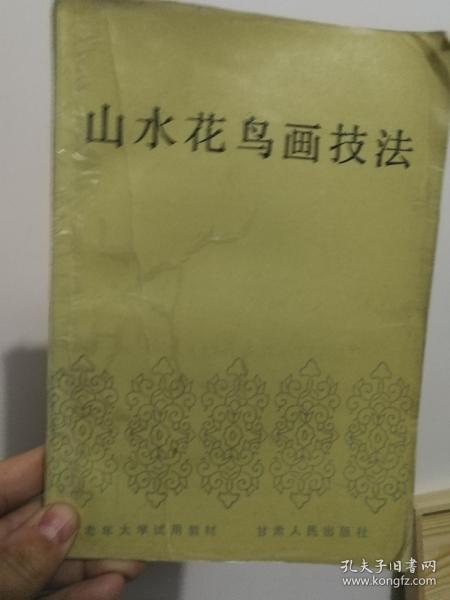 山水花鸟画技法
老年大学试用教材 甘肃人民出版社
孔夫子旧书网
www.kongfz.com